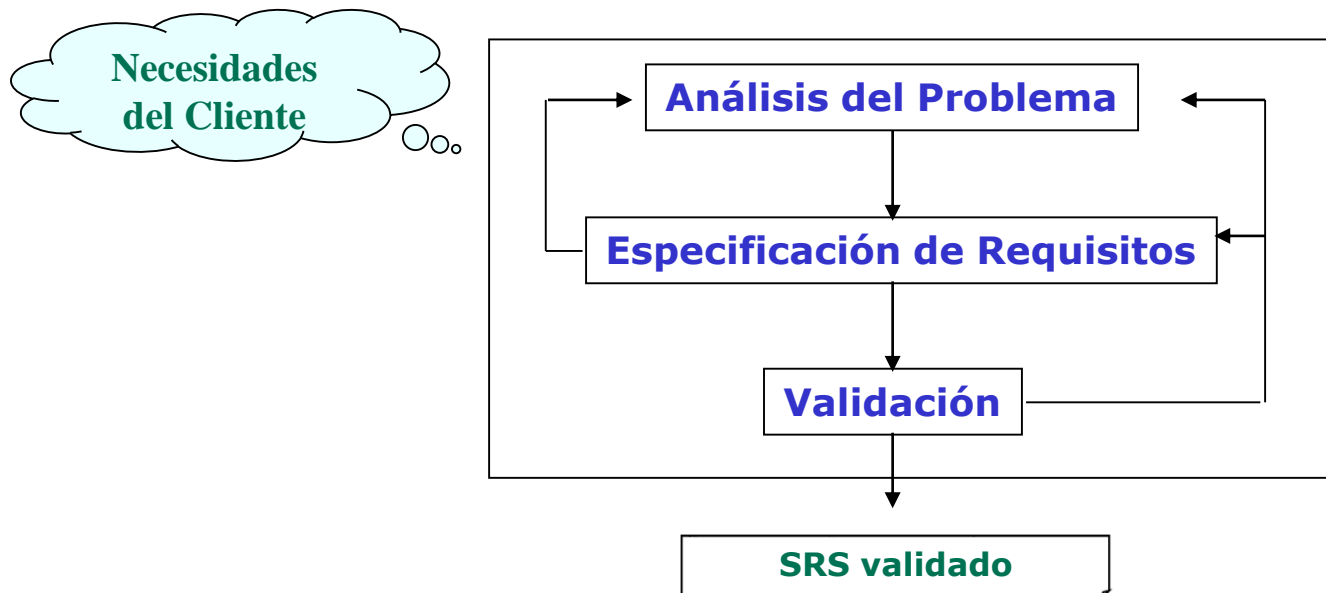 Necesidades
del Cliente
Análisis del Problema
Especificación de Requisitos
Validación
SRS validado